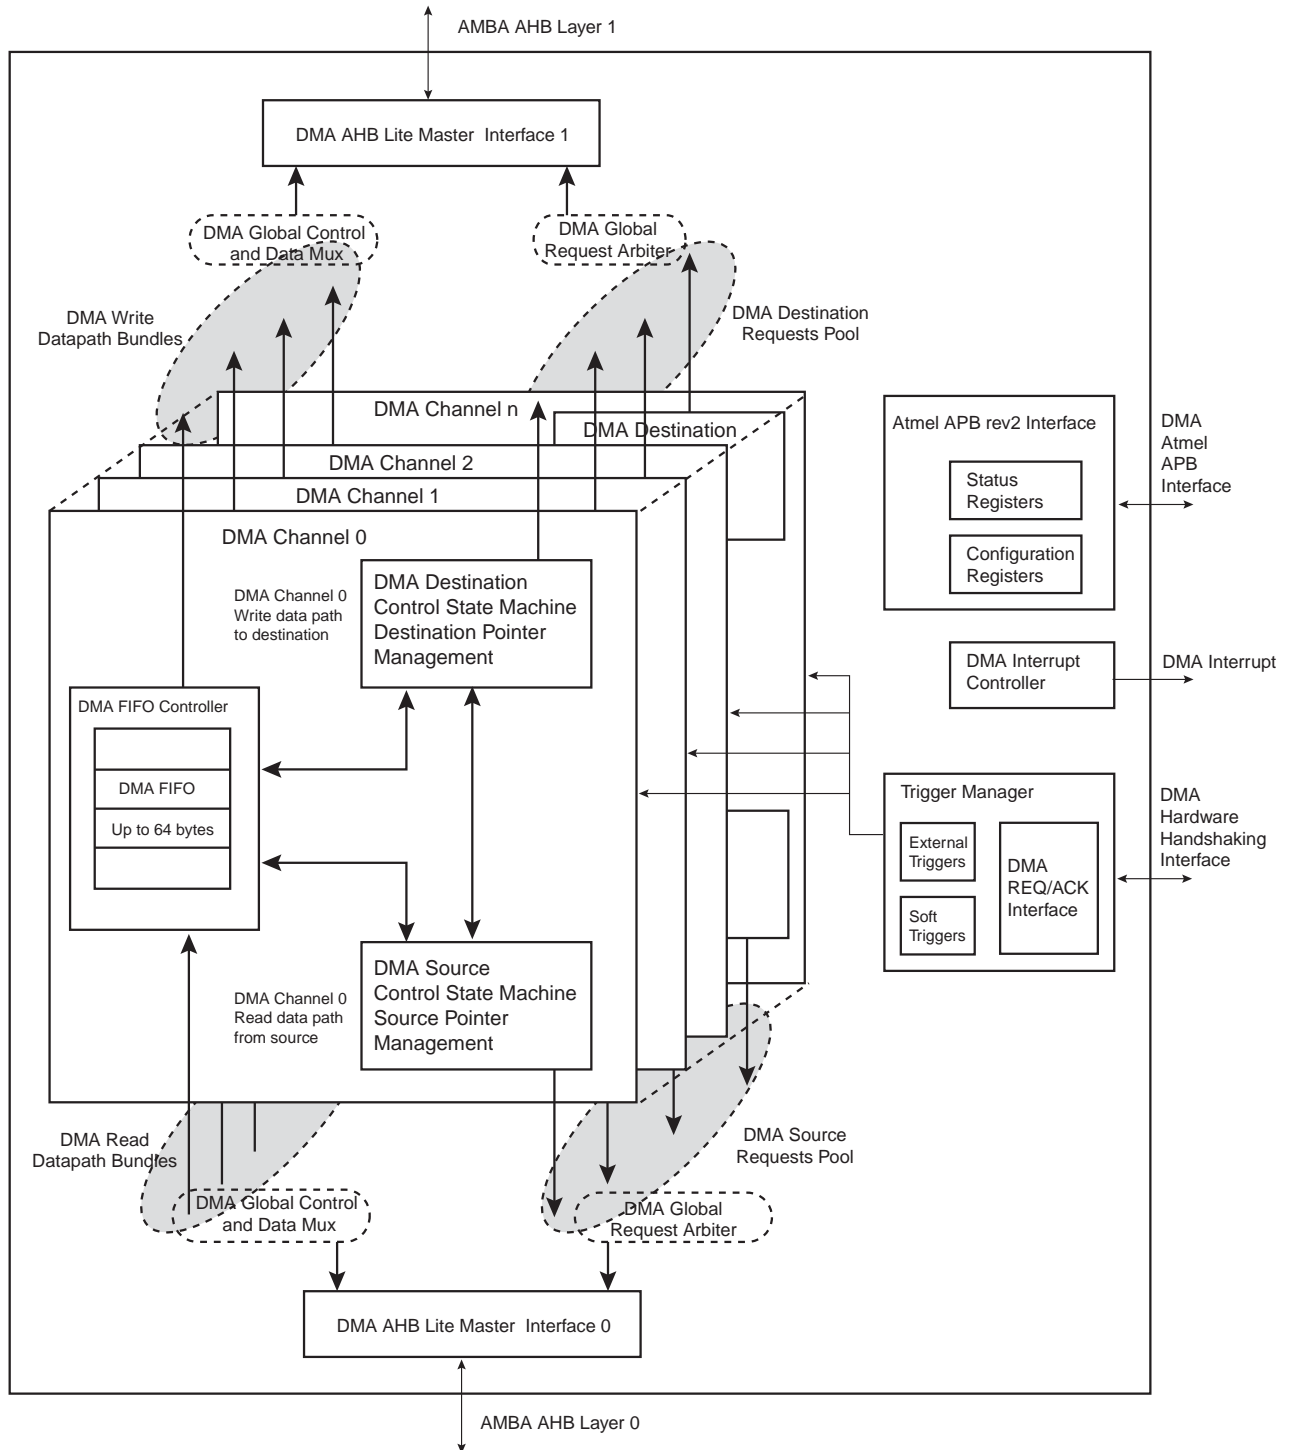 AMBA AHB Layer 1
DMA AHB Lite Master Interface 1
DMA Global Control
and Data Mux
DMA Global
Request Arbiter
DMA Write
Datapath Bundles
DMA Destination
Requests Pool
DMA Channel n
DMA Destination
DMA Channel 2
DMA Channel 1
DMA Channel 0
DMA Channel 0
Write data path
to destination
DMA Destination
Control State Machine
Destination Pointer
Management
DMA FIFO Controller
DMA FIFO
Up to 64 bytes
DMA Channel 0
Read data path
from source
DMA Source
Control State Machine
Source Pointer
Management
Atmel APB rev2 Interface
Status
Registers
Configuration
Registers
DMA
Atmel
APB
Interface
DMA Interrupt
Controller
DMA Interrupt
Trigger Manager
External
Triggers
Soft
Triggers
DMA
REQ/ACK
Interface
DMA
Hardware
Handshaking
Interface
DMA Read
Datapath Bundles
DMA Source
Requests Pool
DMA Global Control
and Data Mux
DMA Global
Request Arbiter
DMA AHB Lite Master Interface 0
AMBA AHB Layer 0